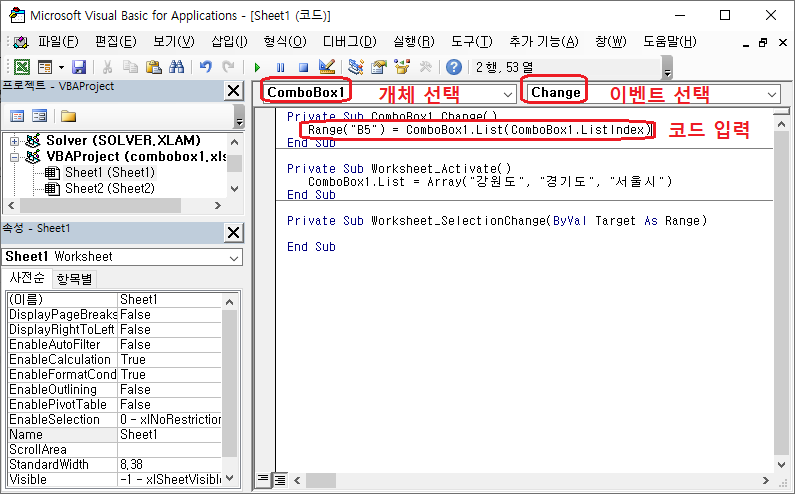 Microsoft Visual Basic for Applications - [Sheet1 (코드)]
파일(F) 편집(E) 보기(V) 삽입(I) 형식(O) 디버그(D) 실행(R) 도구(T) 추가 기능(A) 창(W) 도움말(H)
2 행, 53 열
프로젝트 - VBAProject
Solver (SOLVER.XLAM)
VBAProject (combobox1.xls
Sheet1 (Sheet1)
Sheet2 (Sheet2)
속성 - Sheet1
Sheet1 Worksheet
사전순 항목별
(이름) Sheet1
DisplayPageBreaks False
DisplayRightToLeft False
EnableAutoFilter False
EnableCalculation True
EnableFormatCond True
EnableOutlining False
EnablePivotTable False
EnableSelection 0 - xlNoRestriction
Name Sheet1
ScrollArea
StandardWidth 8.38
Visible -1 - xlSheetVisible
ComboBox1 개체 선택 Change 이벤트 선택
Private Sub ComboBox1_Change()
Range("B5") = ComboBox1.List(ComboBox1.ListIndex) 코드 입력
End Sub
Private Sub Worksheet_Activate()
ComboBox1.List = Array("강원도", "경기도", "서울시")
End Sub
Private Sub Worksheet_SelectionChange(ByVal Target As Range)
End Sub